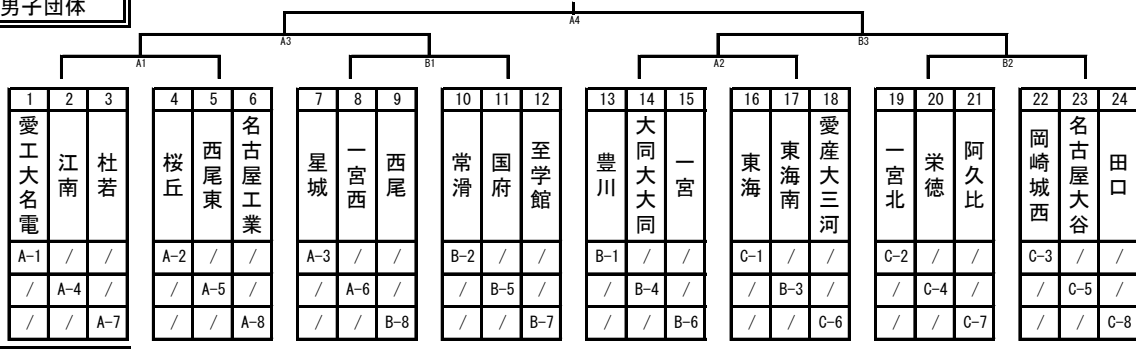 男子団体
A4
A3 B3
A1 B1 A2 B2
1 2 3 4 5 6 7 8 9 10 11 12 13 14 15 16 17 18 19 20 21 22 23 24
愛工大名電 江南 杜若 桜丘 西尾東 名古屋工業 星城 一宮西 西尾 常滑 国府 至学館 豊川 大同大大同 一宮 東海 東海南 愛産大三河 一宮北 栄徳 阿久比 岡崎城西 名古屋大谷 田口
A-1 / / A-2 / / A-3 / / B-2 / / B-1 / / C-1 / / C-2 / / C-3 / /
/ A-4 / / A-5 / / A-6 / / B-5 / / B-4 / / B-3 / / C-4 / / C-5 /
/ / A-7 / / A-8 / / B-8 / / B-7 / / B-6 / / C-6 / / C-7 / / C-8